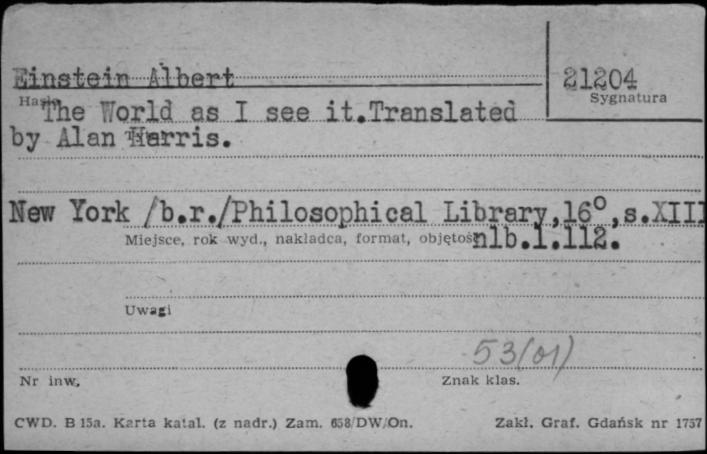 Einstein Albert
21204
Hasło
Sygnatura
The World as I see it.Translated
by Alan Harris.
New York /b.r./Philosophical Library,16°,s.XIII
Miejsce, rok wyd., nakładca, format, objętość
nlb.1.112.
Uwagi
53(01)
Nr inw.
Znak klas.
CWD. B 15a. Karta katal. (z nadr.) Zam. 658/DW/On.
Zakł. Graf. Gdańsk nr 1757